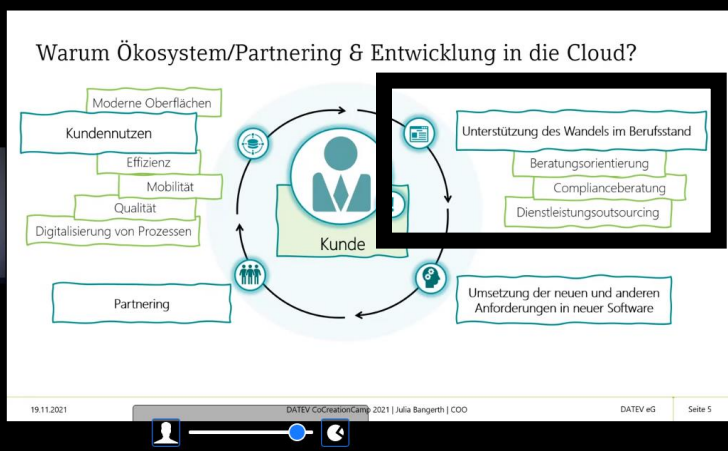 Warum Ökosystem/Partnering & Entwicklung in die Cloud?
Moderne Oberflächen
Kundennutzen
Effizienz
Mobilität
Qualität
Digitalisierung von Prozessen
Partnering
Kunde
Unterstützung des Wandels im Berufsstand
Beratungsorientierung
Complianceberatung
Dienstleistungsoutsourcing
Umsetzung der neuen und anderen
Anforderungen in neuer Software
19.11.2021
DATEV CoCreationCamp 2021 | Julia Bangerth | COO
DATEV eG
Seite 5